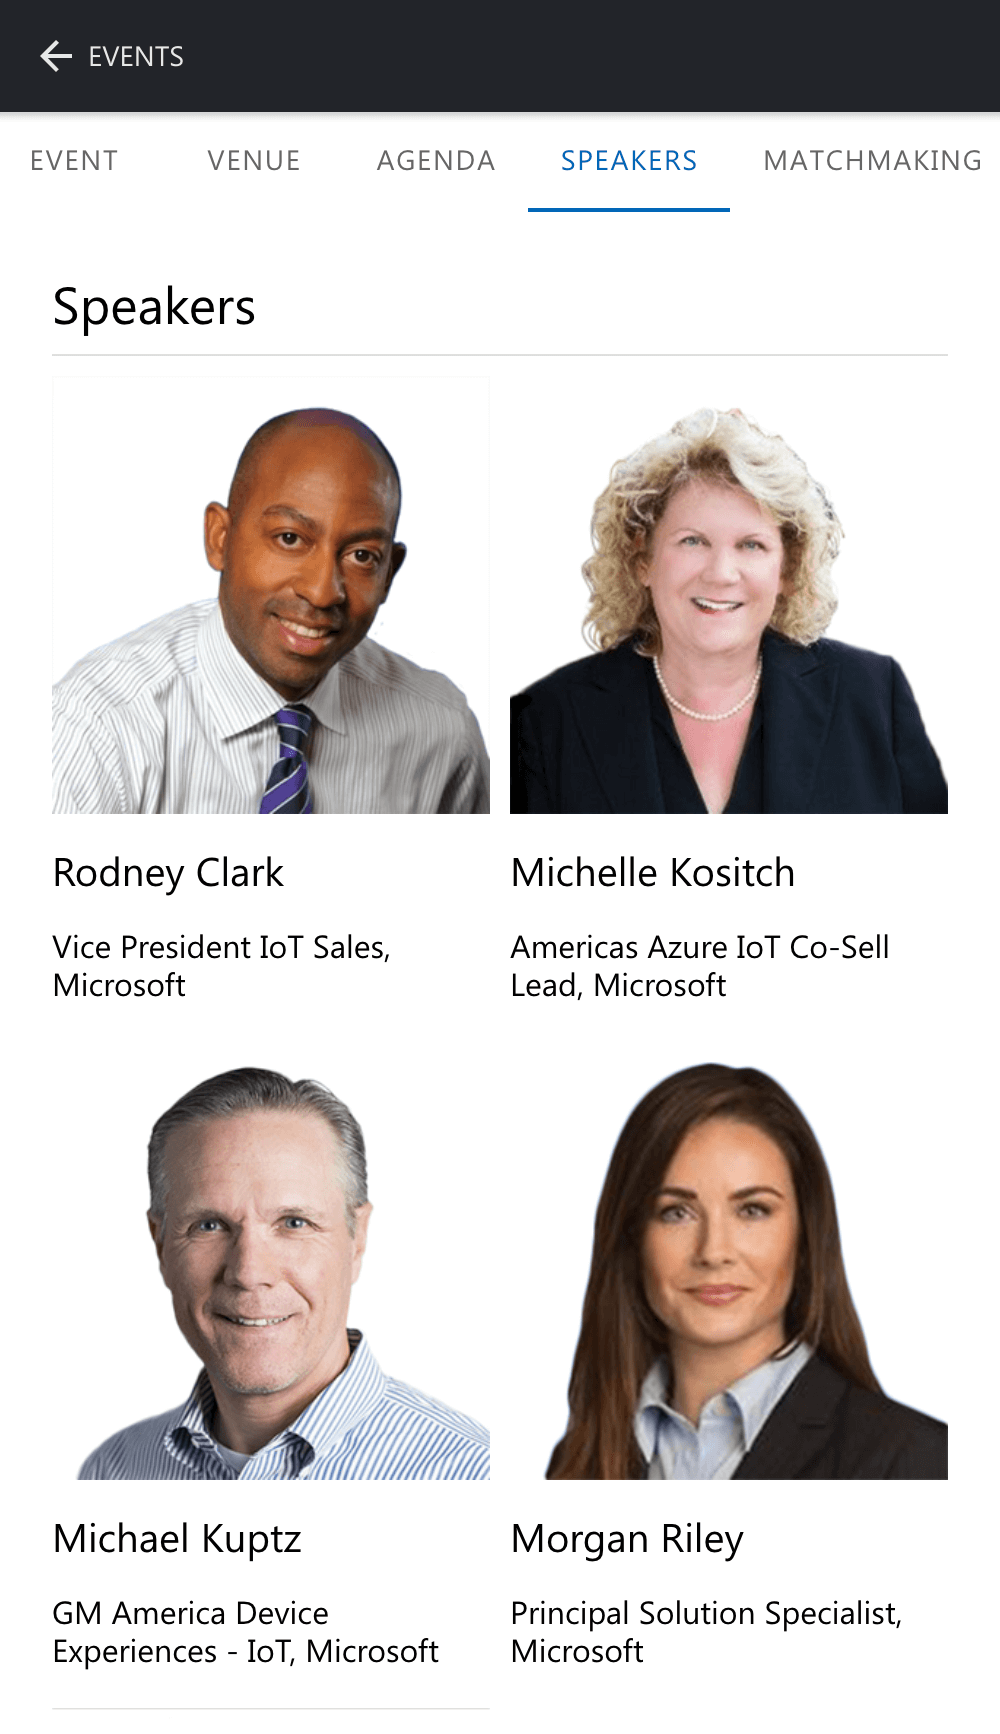 EVENTS
EVENT VENUE AGENDA SPEAKERS MATCHMAKING
Speakers
Rodney Clark
Vice President IoT Sales,
Microsoft
Michelle Kositch
Americas Azure IoT Co-Sell
Lead, Microsoft
Michael Kuptz
GM America Device
Experiences - IoT, Microsoft
Morgan Riley
Principal Solution Specialist,
Microsoft